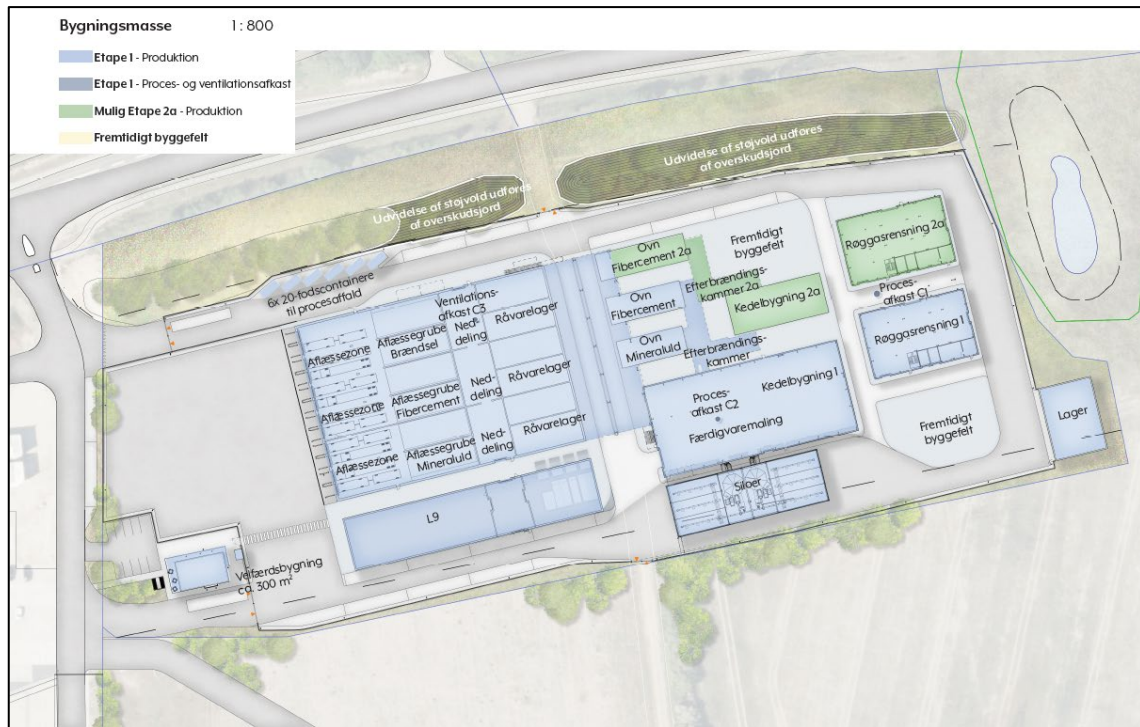 Bygningsmasse 1 : 800
Etape 1 - Produktion
Etape 1 - Proces- og ventilationsafkast
Mulig Etape 2a - Produktion
Fremtidigt byggefelt
Udvidelse af støjvold udføres
af overskudsjord
Udvidelse af støjvold udføres
af overskudsjord
6x 20-fodscontainere
til procesaffald
Ventilations-
afkast C3
Aflæssezone
Aflæssegrube
Brændsel
Ned-
deling
Råvarelager
Aflæssezone
Aflæssegrube
Fibercement
Ned-
deling
Råvarelager
Aflæssezone
Aflæssegrube
Mineraluld
Ned-
deling
Råvarelager
L9
Velfærdsbygning
ca. 300 m²
Ovn
Fibercement 2a
Ovn
Fibercement
Ovn
Mineraluld
Fremtidigt
byggefelt
Efterbrændings-
kammer 2a
Kedelbygning 2a
Efterbrændings-
kammer
Røggasrensning 2a
Proces-
afkast C1
Røggasrensning 1
Kedelbygning 1
Proces-
afkast C2
Færdigvaremaling
Siloer
Fremtidigt
byggefelt
Lager